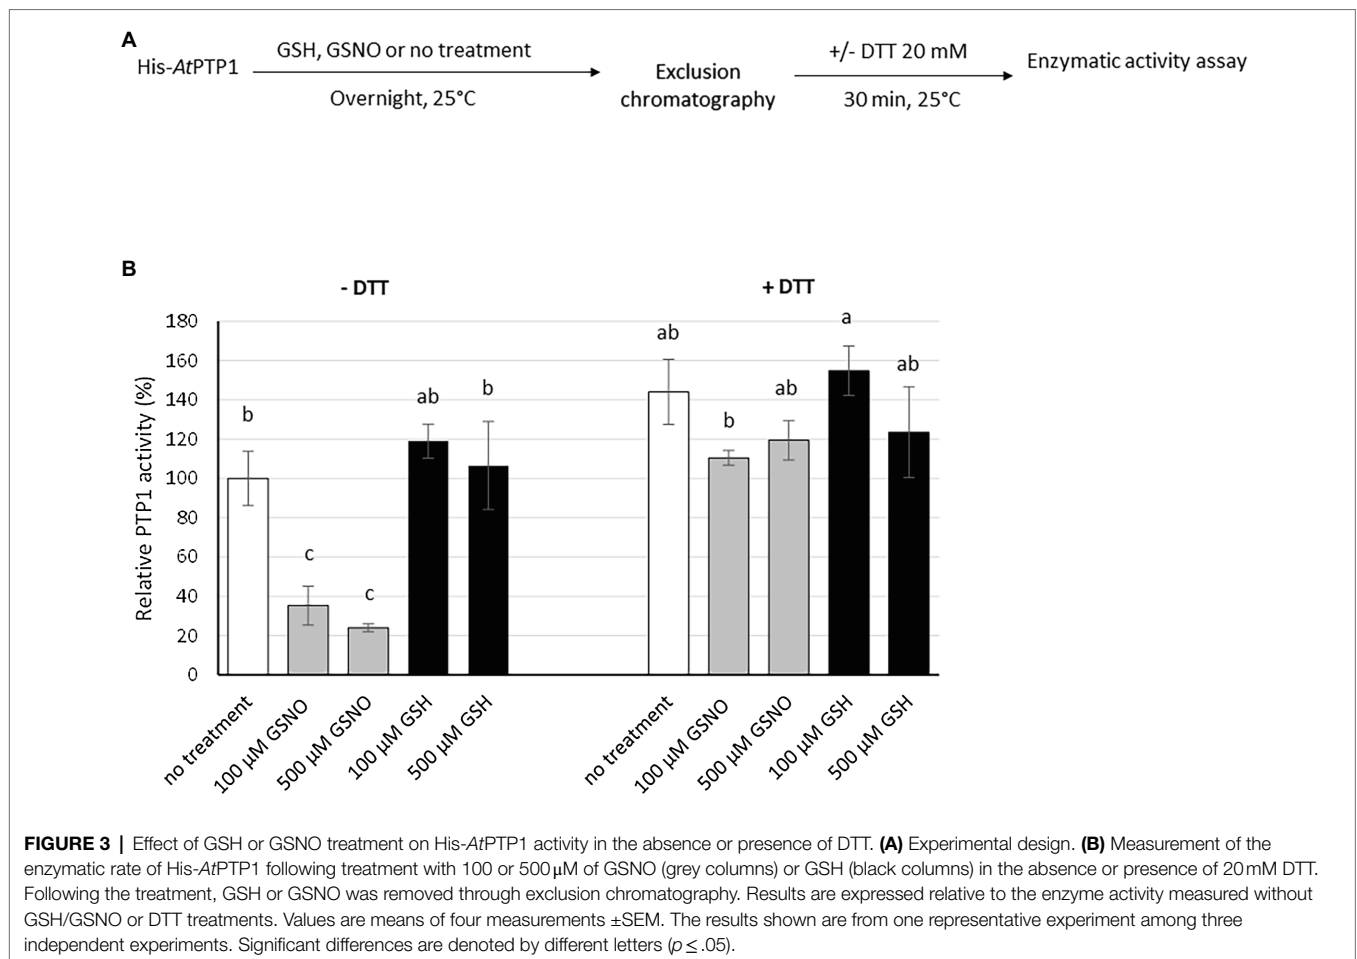 A
His-AtPTP1
GSH, GSNO or no treatment
Overnight, 25°C
Exclusion
chromatography
+/- DTT 20 mM
30 min, 25°C
Enzymatic activity assay
B
- DTT
+ DTT
Relative PTP1 activity (%)
180
160
140
120
100
80
60
40
20
0
b
c
c
ab
b
ab
b
ab
a
ab
no treatment
100 µM GSNO
500 µM GSNO
100 µM GSH
500 µM GSH
no treatment
100 µM GSNO
500 µM GSNO
100 µM GSH
500 µM GSH
FIGURE 3 | Effect of GSH or GSNO treatment on His-AtPTP1 activity in the absence or presence of DTT. (A) Experimental design. (B) Measurement of the
enzymatic rate of His-AtPTP1 following treatment with 100 or 500 μM of GSNO (grey columns) or GSH (black columns) in the absence or presence of 20 mM DTT.
Following the treatment, GSH or GSNO was removed through exclusion chromatography. Results are expressed relative to the enzyme activity measured without
GSH/GSNO or DTT treatments. Values are means of four measurements ±SEM. The results shown are from one representative experiment among three
independent experiments. Significant differences are denoted by different letters (p ≤ .05).